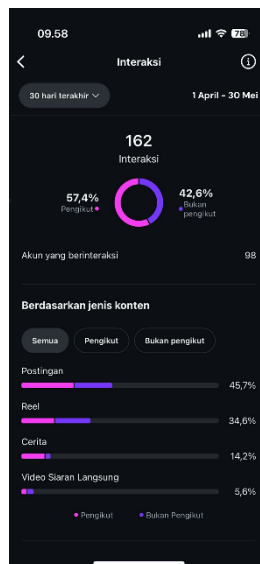 09.58
78
Interaksi
30 hari terakhir
1 April – 30 Mei
162
Interaksi
57,4%
Pengikut
42,6%
Bukan
pengikut
Akun yang berinteraksi 98
Berdasarkan jenis konten
Semua Pengikut Bukan pengikut
Postingan
45,7%
Reel
34,6%
Cerita
14,2%
Video Siaran Langsung
5,6%
Pengikut Bukan Pengikut